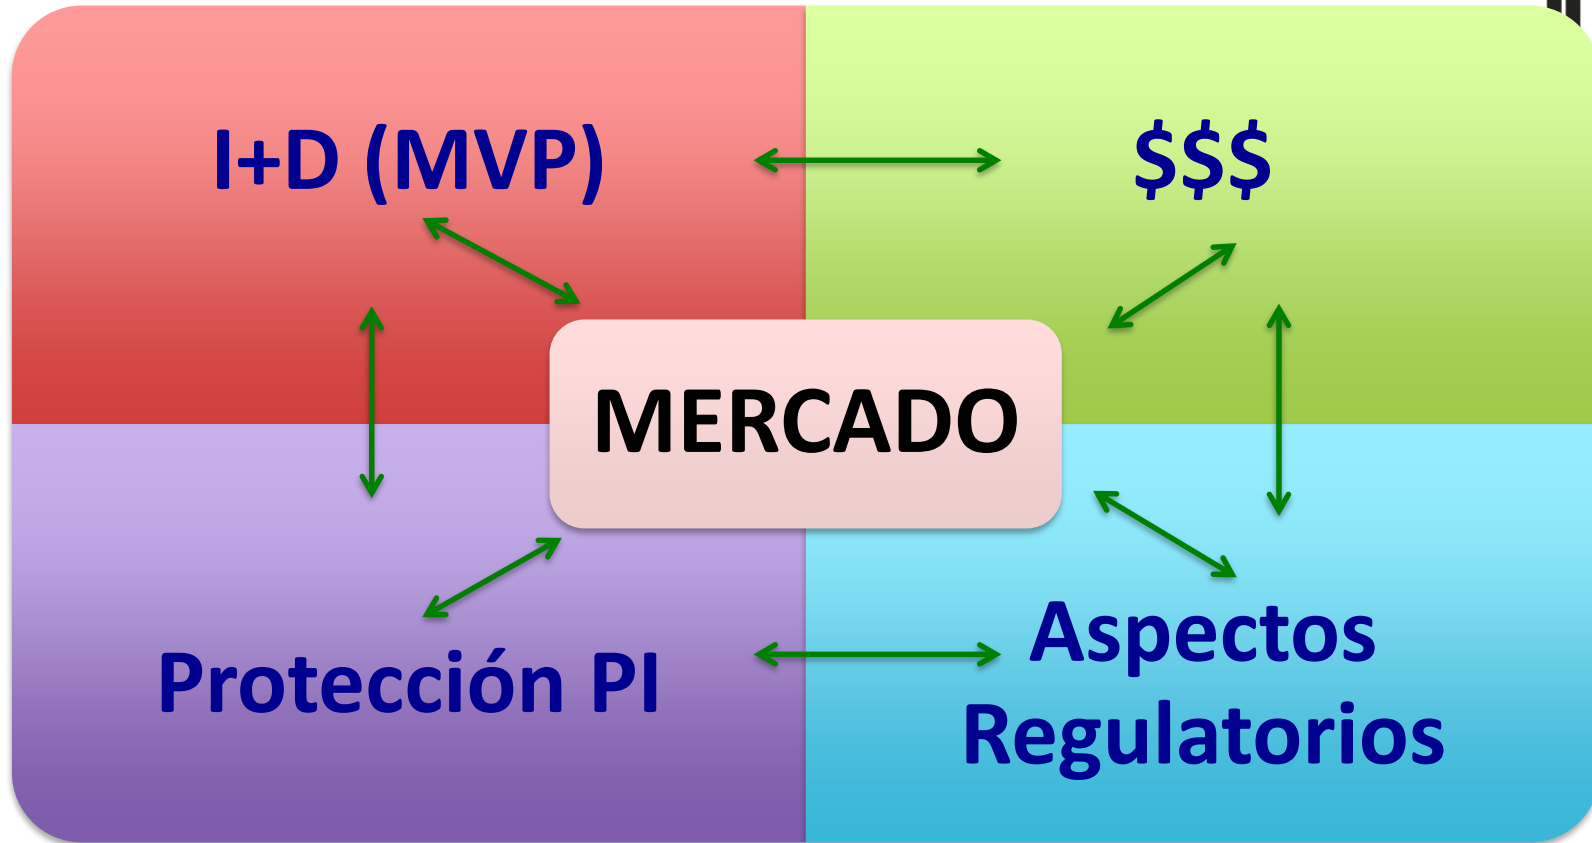 I+D (MVP)
$$$
MERCADO
Protección PI
Aspectos
Regulatorios